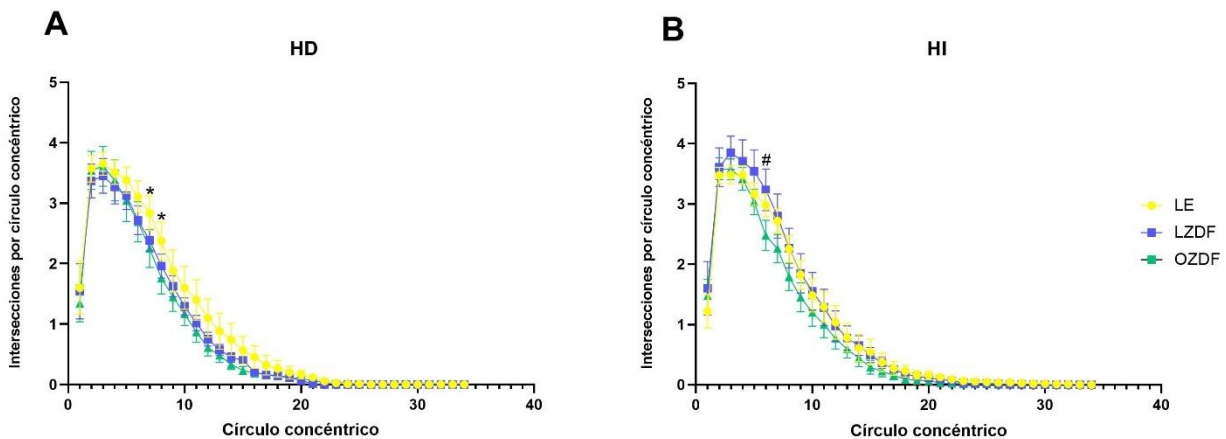 A
HD
Intersecciones por círculo concéntrico
5
4
3
2
1
0
*
*
0
10
20
30
40
Círculo concéntrico
B
HI
Intersecciones por círculo concéntrico
5
4
3
2
1
0
#
0
10
20
30
40
Círculo concéntrico
LE
LZDF
OZDF